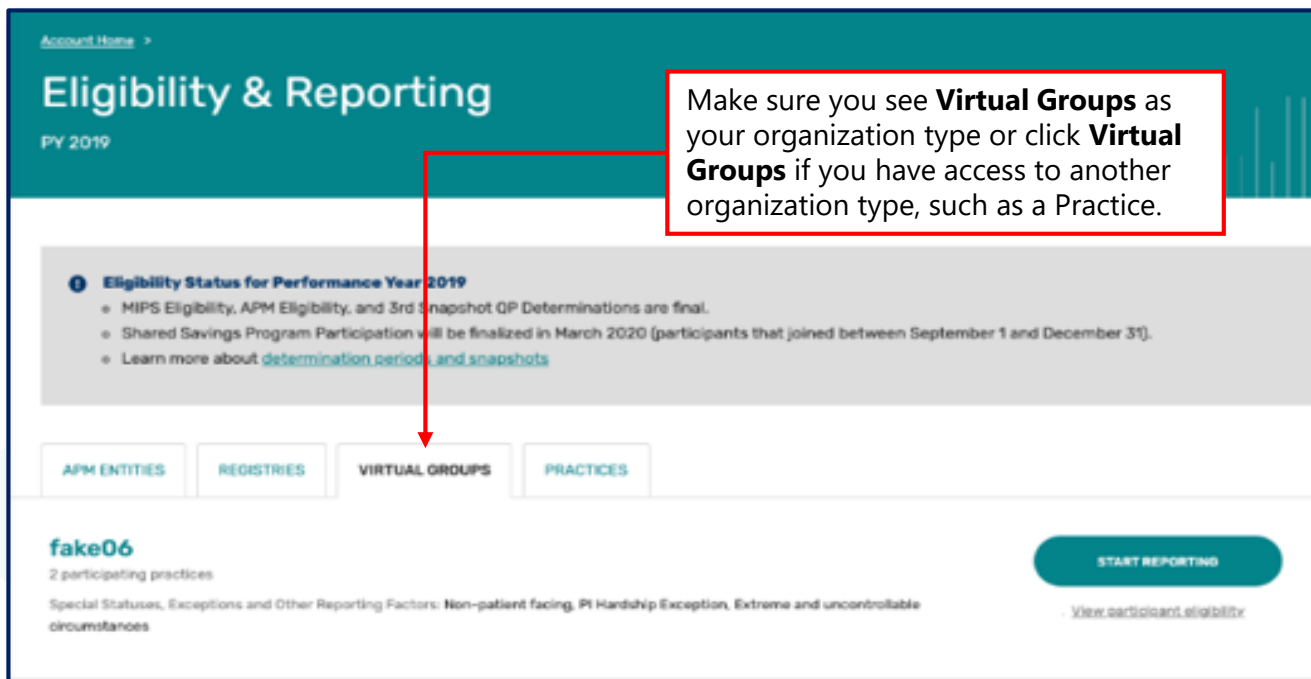 Account Home >
Eligibility & Reporting
PY 2019
Make sure you see Virtual Groups as
your organization type or click Virtual
Groups if you have access to another
organization type, such as a Practice.
Eligibility Status for Performance Year 2019
MIPS Eligibility, APM Eligibility, and 3rd Snapshot QP Determinations are final.
Shared Savings Program Participation will be finalized in March 2020 (participants that joined between September 1 and December 31).
Learn more about determination periods and snapshots
APM ENTITIES REGISTRIES VIRTUAL GROUPS PRACTICES
fake06
2 participating practices
START REPORTING
Special Statuses, Exceptions and Other Reporting Factors: Non-patient facing, PI Hardship Exception, Extreme and uncontrollable
circumstances
View participant eligibility